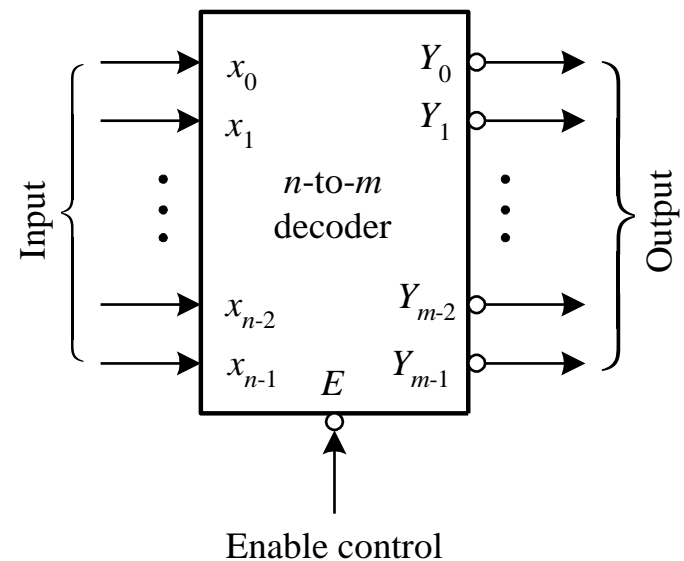 x0 Y0
x1 Y1
n-to-m
decoder
Input
Output
xn-2 Ym-2
xn-1 Ym-1
E
Enable control